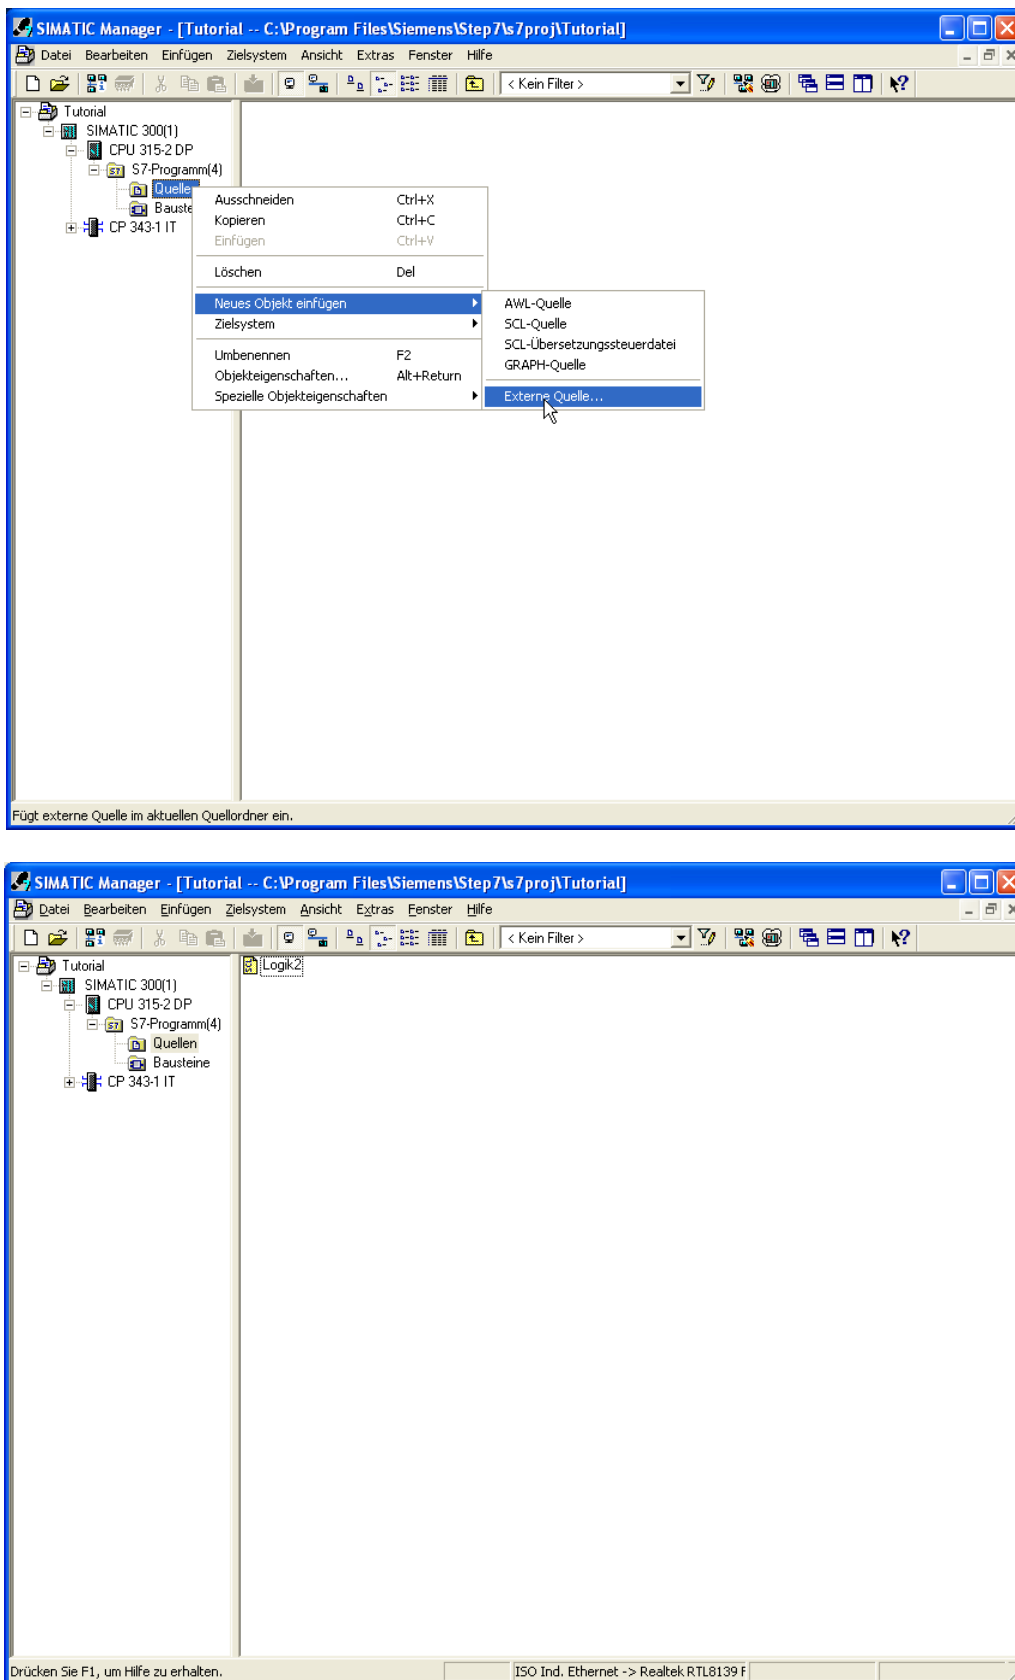 SIMATIC Manager - [Tutorial -- C:\Program Files\Siemens\Step7\s7proj\Tutorial]
Datei Bearbeiten Einfügen Zielsystem Ansicht Extras Fenster Hilfe
< Kein Filter >
Tutorial
SIMATIC 300(1)
CPU 315-2 DP
S7-Programm(4)
Quelle
Bauste
CP 343-1 IT
Ausschneiden Ctrl+X
Kopieren Ctrl+C
Einfügen Ctrl+V
Löschen Del
Neues Objekt einfügen
Zielsystem
Umbenennen F2
Objekteigenschaften... Alt+Return
Spezielle Objekteigenschaften
AWL-Quelle
SCL-Quelle
SCL-Übersetzungssteuerdatei
GRAPH-Quelle
Externe Quelle...
Fügt externe Quelle im aktuellen Quellordner ein.
SIMATIC Manager - [Tutorial -- C:\Program Files\Siemens\Step7\s7proj\Tutorial]
Datei Bearbeiten Einfügen Zielsystem Ansicht Extras Fenster Hilfe
< Kein Filter >
Tutorial
SIMATIC 300(1)
CPU 315-2 DP
S7-Programm(4)
Quellen
Bausteine
CP 343-1 IT
Logik2
Drücken Sie F1, um Hilfe zu erhalten.
ISO Ind. Ethernet -> Realtek RTL8139 F